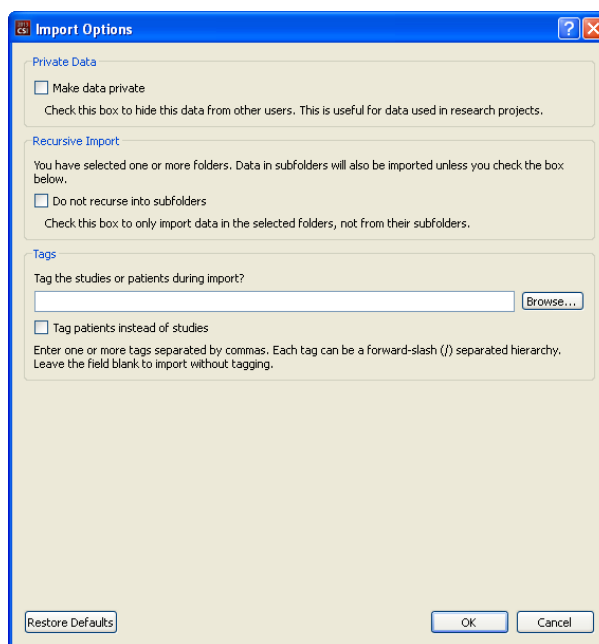 2013
CSI
Import Options
Private Data
Make data private
Check this box to hide this data from other users. This is useful for data used in research projects.
Recursive Import
You have selected one or more folders. Data in subfolders will also be imported unless you check the box
below.
Do not recurse into subfolders
Check this box to only import data in the selected folders, not from their subfolders.
Tags
Tag the studies or patients during import?
Browse...
Tag patients instead of studies
Enter one or more tags separated by commas. Each tag can be a forward-slash (/) separated hierarchy.
Leave the field blank to import without tagging.
Restore Defaults
OK
Cancel